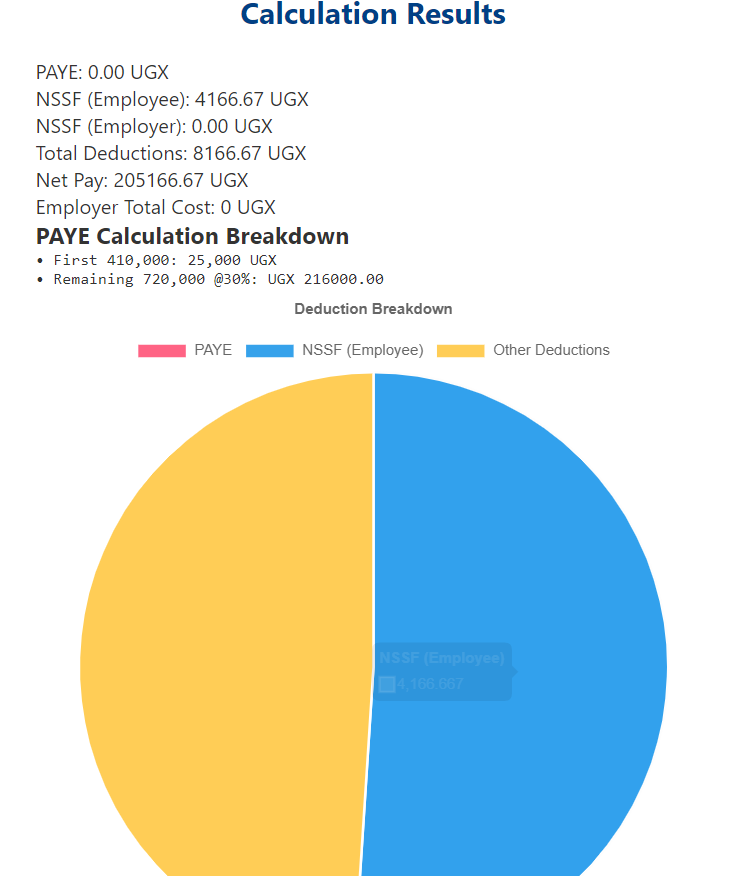 Calculation Results
PAYE: 0.00 UGX
NSSF (Employee): 4166.67 UGX
NSSF (Employer): 0.00 UGX
Total Deductions: 8166.67 UGX
Net Pay: 205166.67 UGX
Employer Total Cost: 0 UGX
PAYE Calculation Breakdown
• First 410,000: 25,000 UGX
• Remaining 720,000 @30%: UGX 216000.00
Deduction Breakdown
PAYE NSSF (Employee) Other Deductions
NSSF (Employee)
4,166.667